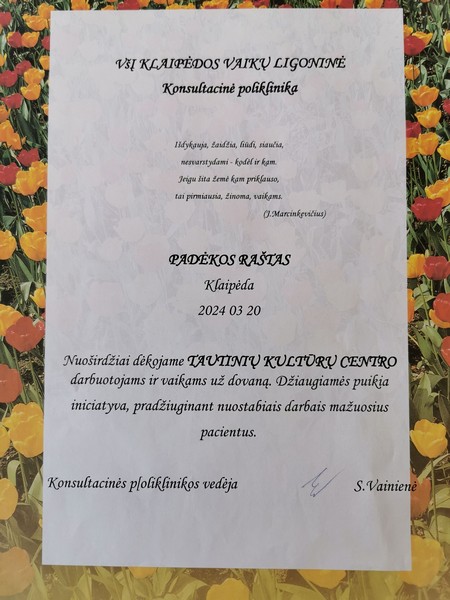 VšĮ KLAIPĖDOS VAIKŲ LIGONINĖ
Konsultacinė poliklinika
Išdykauja, žaidžia, liūdi, siaučia,
nesvarstydami - kodėl ir kam.
Jeigu šita žemė kam priklauso,
tai pirmiausia, žinoma, vaikams.
(J.Marcinkevičius)
PADĖKOS RAŠTAS
Klaipėda
2024 03 20
Nuoširdžiai dėkojame TAUTINIŲ KULTŪRŲ CENTRO
darbuotojams ir vaikams už dovaną. Džiaugiamės puikia
iniciatyva, pradžiuginant nuostabiais darbais mažuosius
pacientus.
Konsultacinės p[oliklinikos vedėja S.Vainienė